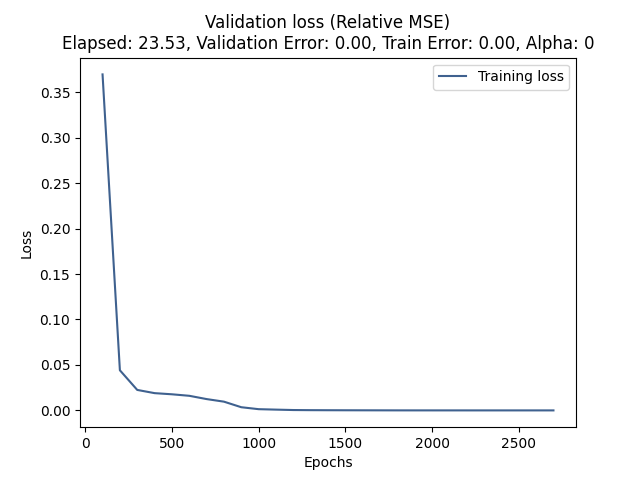 Validation loss (Relative MSE)
Elapsed: 23.53, Validation Error: 0.00, Train Error: 0.00, Alpha: 0
Training loss
0.35
0.30
0.25
0.20
0.15
0.10
0.05
0.00
Loss
0 500 1000 1500 2000 2500
Epochs